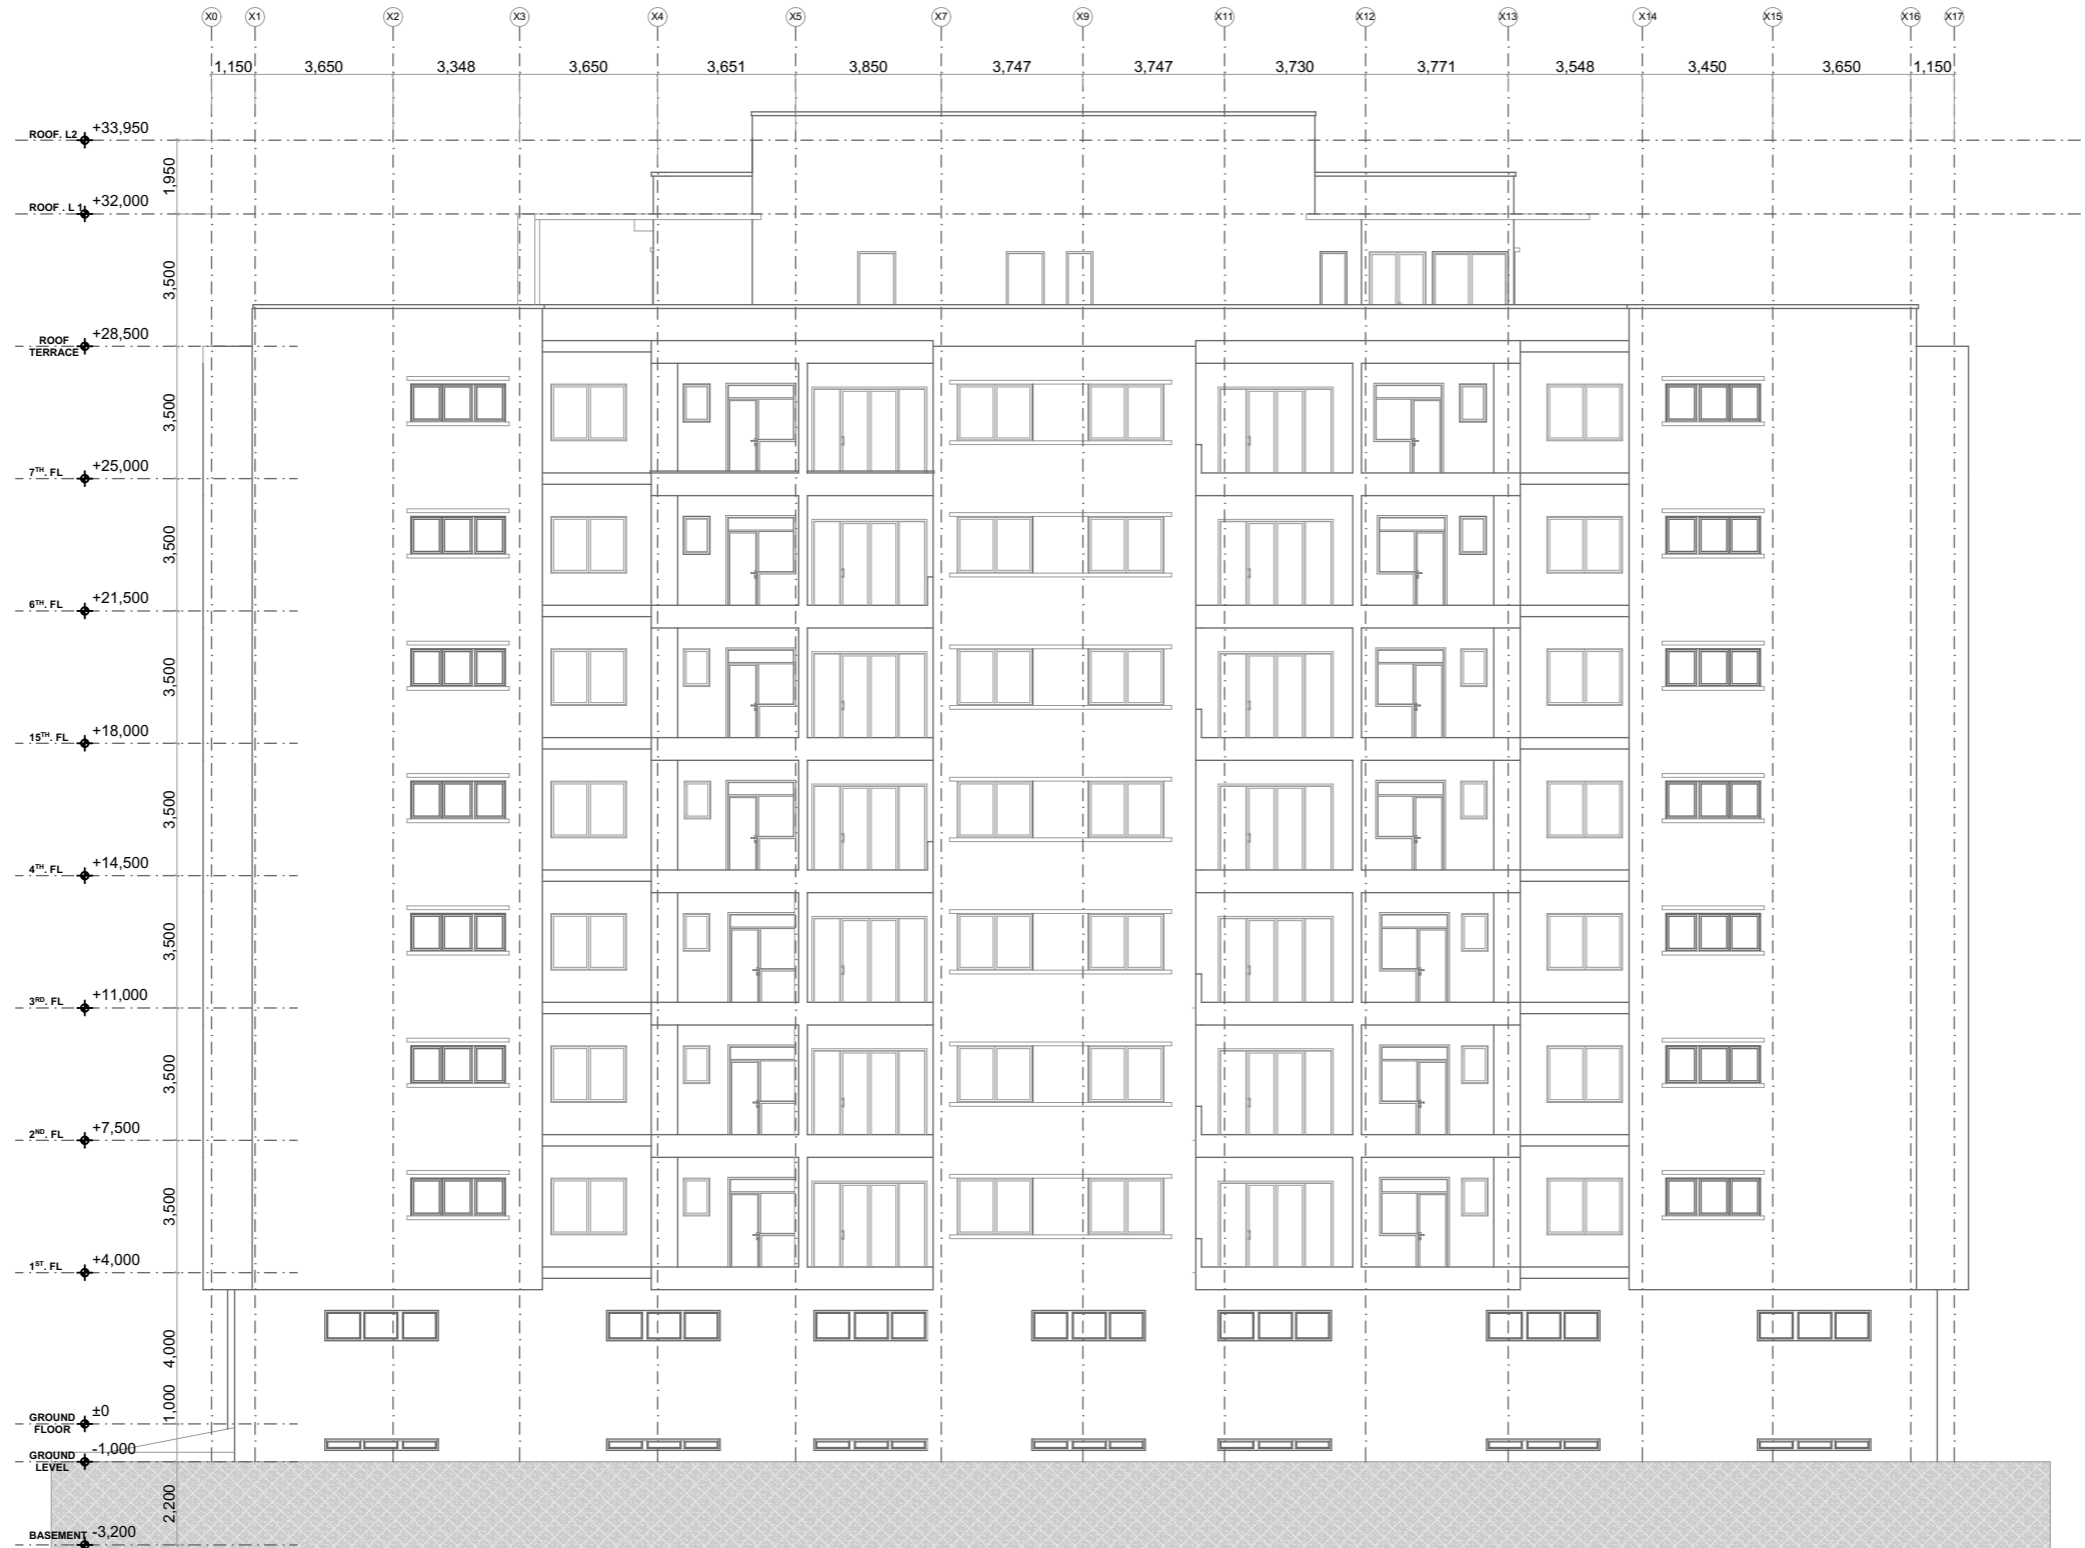 X0 X1 X2 X3 X4 X5 X7 X9 X11 X12 X13 X14 X15 X16 X17
1,150 3,650 3,348 3,650 3,651 3,850 3,747 3,747 3,730 3,771 3,548 3,450 3,650 1,150
ROOF. L2 +33,950
1.950
ROOF . L 1 +32,000
3,500
ROOF
TERRACE
+28,500
3,500
7TH. FL +25,000
3,500
6TH. FL +21,500
3,500
15TH. FL +18,000
3,500
4TH. FL +14,500
3,500
3RD. FL +11,000
3,500
2ND. FL +7,500
3,500
1ST. FL +4,000
4,000
GROUND
FLOOR
±0
1,000
GROUND
LEVEL
-1,000
2,200
BASEMENT -3,200